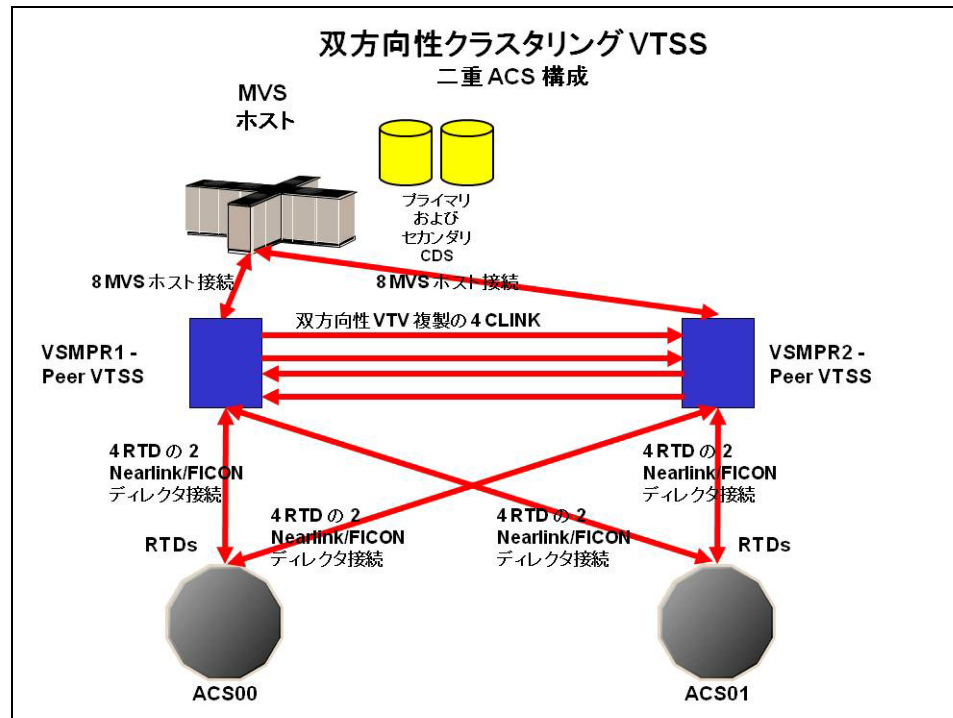 双方向性クラスタリング VTSS
二重 ACS 構成
MVS
ホスト
プライマリ
および
セカンダリ
CDS
8 MVS ホスト接続
8 MVS ホスト接続
双方向性 VTV 複製の 4 CLINK
VSMPR1 -
Peer VTSS
VSMPR2 -
Peer VTSS
4 RTD の 2
Nearlink/FICON
ディレクタ接続
4 RTD の 2
Nearlink/FICON
ディレクタ接続
4 RTD の 2
Nearlink/FICON
ディレクタ接続
4 RTD の 2
Nearlink/FICON
ディレクタ接続
RTDs
RTDs
ACS00
ACS01